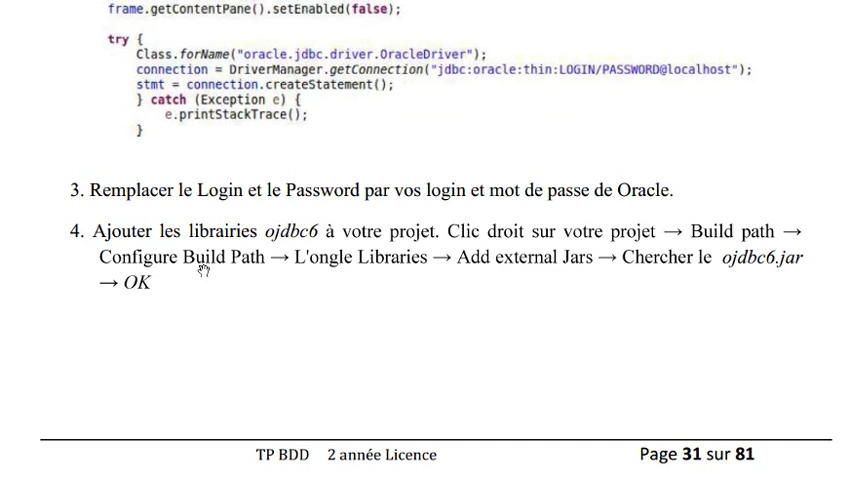 frame.getContentPane().setEnabled(false);
try {
Class.forName("oracle.jdbc.driver.OracleDriver");
connection = DriverManager.getConnection("jdbc:oracle:thin:LOGIN/PASSWORD@localhost");
stmt = connection.createStatement();
} catch (Exception e) {
e.printStackTrace();
}
3. Remplacer le Login et le Password par vos login et mot de passe de Oracle.
4. Ajouter les librairies ojdbc6 à votre projet. Clic droit sur votre projet → Build path →
Configure Build Path → L'ongle Libraries → Add external Jars → Chercher le ojdbc6.jar
→ OK
TP BDD 2 année Licence Page 31 sur 81